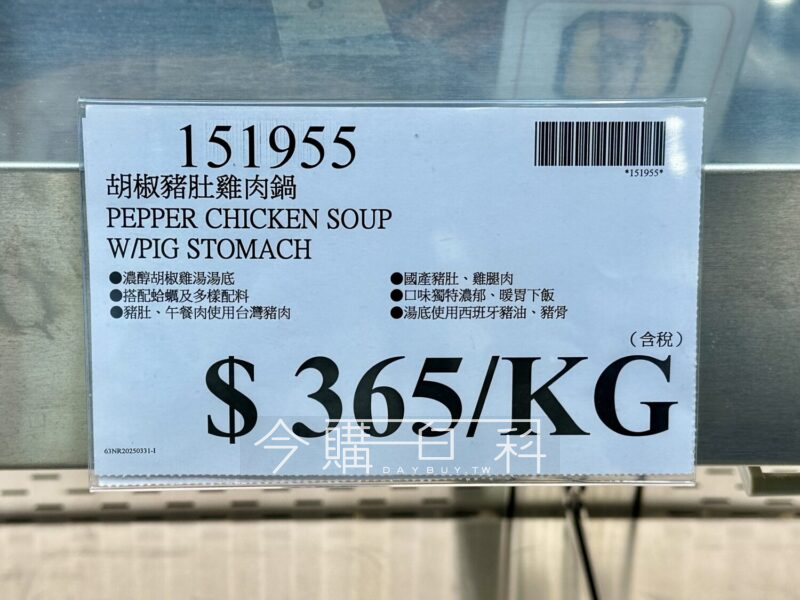 151955
*151955*
胡椒豬肚雞肉鍋
PEPPER CHICKEN SOUP
W/PIG STOMACH
●濃醇胡椒雞湯湯底
●搭配蛤蠣及多樣配料
●豬肚、午餐肉使用台灣豬肉
●國產豬肚、雞腿肉
●口味獨特濃郁、暖胃下飯
●湯底使用西班牙豬油、豬骨
（含稅）
$ 365/KG
今購百科
DAYBUY.TW
63NR20250331-I